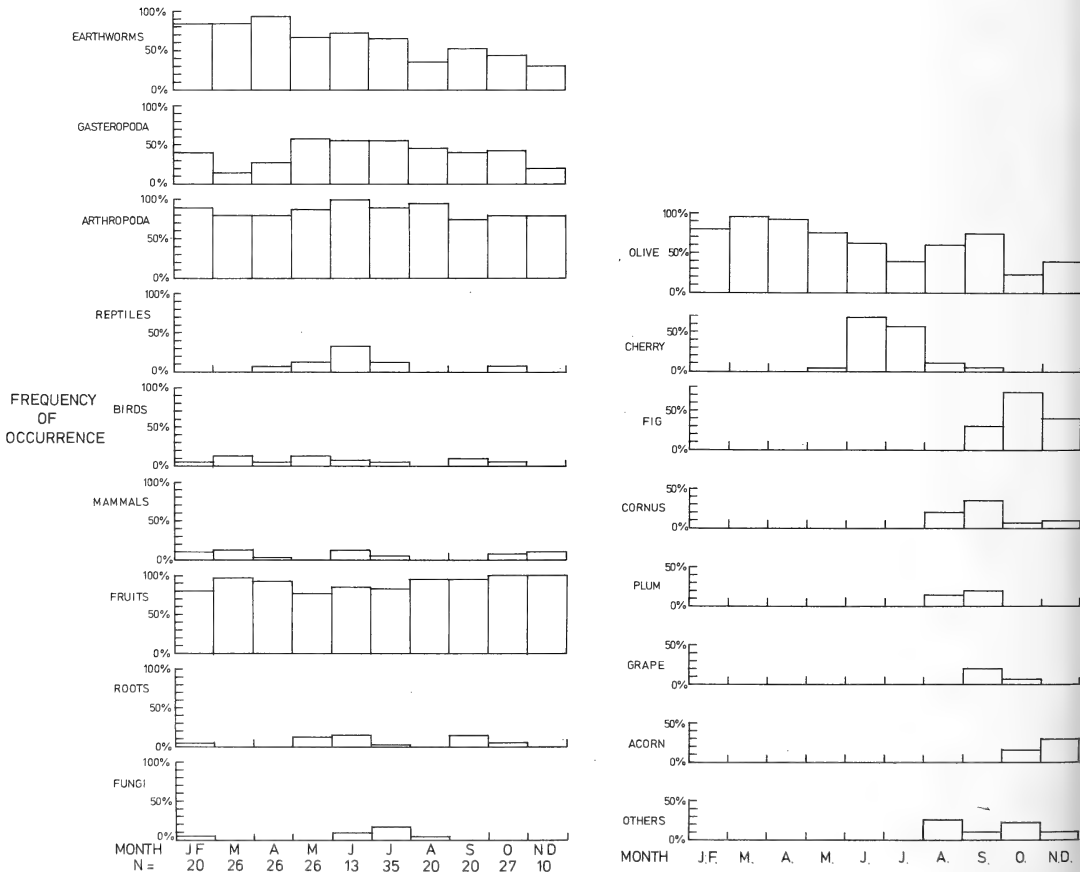 FREQUENCY
OF
OCCURRENCE
EARTHWORMS
100%
50%
0%
GASTEROPODA
100%
50%
0%
ARTHROPODA
100%
50%
0%
REPTILES
100%
50%
0%
BIRDS
100%
50%
0%
MAMMALS
100%
50%
0%
FRUITS
100%
50%
0%
ROOTS
100%
50%
0%
FUNGI
100%
50%
0%
MONTH J F M A M J J A S O N D
N = 20 26 26 26 13 35 20 20 27 10
OLIVE
100%
50%
0%
CHERRY
50%
0%
FIG
50%
0%
CORNUS
50%
0%
PLUM
50%
0%
GRAPE
50%
0%
ACORN
50%
0%
OTHERS
50%
0%
MONTH J.F. M. A. M. J. J. A. S. O. N.D.